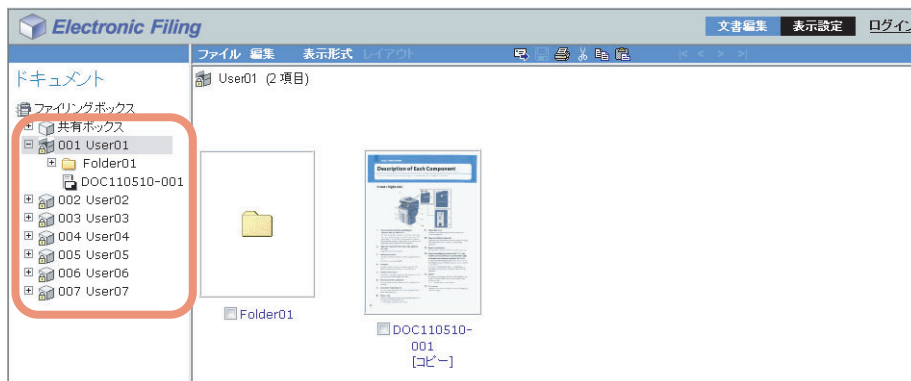 Electronic Filing
文書編集 表示設定 ログイン
ファイル 編集 表示形式 レイアウト |< < > >|
ドキュメント
User01 (2 項目)
ファイリングボックス
共有ボックス
001 User01
Folder01
DOC110510-001
002 User02
003 User03
004 User04
005 User05
006 User06
007 User07
Description of Each Component
Folder01
DOC110510-
001
[コピー]